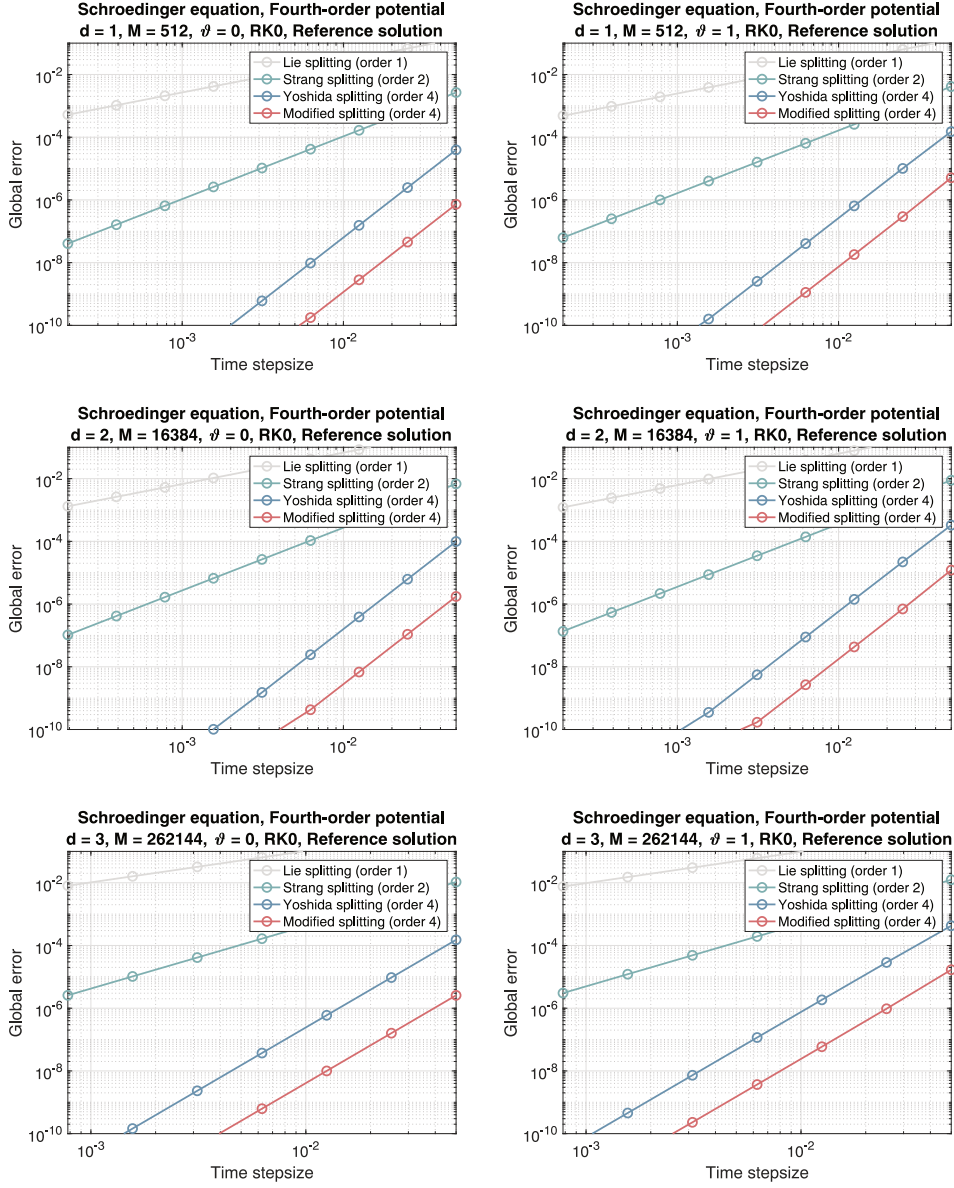 Schroedinger equation, Fourth-order potential
d = 1, M = 512, ϑ = 0, RK0, Reference solution
Lie splitting (order 1)
Strang splitting (order 2)
Yoshida splitting (order 4)
Modified splitting (order 4)
10^-2
10^-4
10^-6
10^-8
10^-10
Global error
10^-3
10^-2
Time stepsize
Schroedinger equation, Fourth-order potential
d = 1, M = 512, ϑ = 1, RK0, Reference solution
Lie splitting (order 1)
Strang splitting (order 2)
Yoshida splitting (order 4)
Modified splitting (order 4)
10^-2
10^-4
10^-6
10^-8
10^-10
Global error
10^-3
10^-2
Time stepsize
Schroedinger equation, Fourth-order potential
d = 2, M = 16384, ϑ = 0, RK0, Reference solution
Lie splitting (order 1)
Strang splitting (order 2)
Yoshida splitting (order 4)
Modified splitting (order 4)
10^-2
10^-4
10^-6
10^-8
10^-10
Global error
10^-3
10^-2
Time stepsize
Schroedinger equation, Fourth-order potential
d = 2, M = 16384, ϑ = 1, RK0, Reference solution
Lie splitting (order 1)
Strang splitting (order 2)
Yoshida splitting (order 4)
Modified splitting (order 4)
10^-2
10^-4
10^-6
10^-8
10^-10
Global error
10^-3
10^-2
Time stepsize
Schroedinger equation, Fourth-order potential
d = 3, M = 262144, ϑ = 0, RK0, Reference solution
Lie splitting (order 1)
Strang splitting (order 2)
Yoshida splitting (order 4)
Modified splitting (order 4)
10^-2
10^-4
10^-6
10^-8
10^-10
Global error
10^-3
10^-2
Time stepsize
Schroedinger equation, Fourth-order potential
d = 3, M = 262144, ϑ = 1, RK0, Reference solution
Lie splitting (order 1)
Strang splitting (order 2)
Yoshida splitting (order 4)
Modified splitting (order 4)
10^-2
10^-4
10^-6
10^-8
10^-10
Global error
10^-3
10^-2
Time stepsize